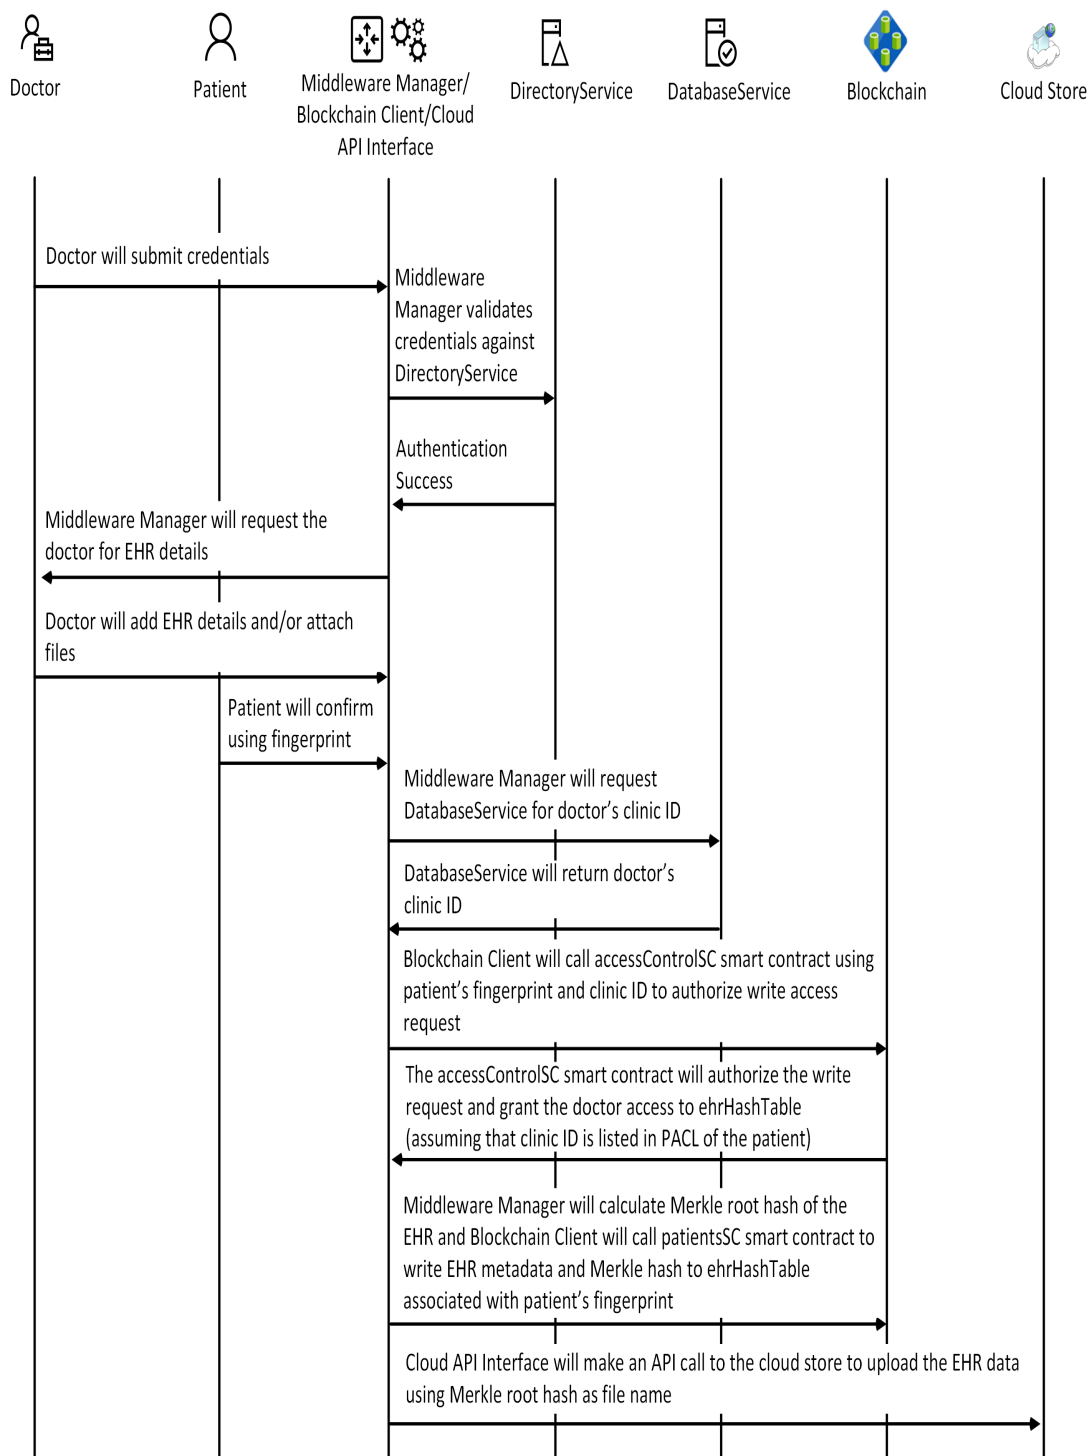 Doctor
Patient
Middleware Manager/
Blockchain Client/Cloud
API Interface
DirectoryService
DatabaseService
Blockchain
Cloud Store
Doctor will submit credentials
Middleware
Manager validates
credentials against
DirectoryService
Authentication
Success
Middleware Manager will request the
doctor for EHR details
Doctor will add EHR details and/or attach
files
Patient will confirm
using fingerprint
Middleware Manager will request
DatabaseService for doctor's clinic ID
DatabaseService will return doctor's
clinic ID
Blockchain Client will call accessControlSC smart contract using
patient's fingerprint and clinic ID to authorize write access
request
The accessControlSC smart contract will authorize the write
request and grant the doctor access to ehrHashTable
(assuming that clinic ID is listed in PACL of the patient)
Middleware Manager will calculate Merkle root hash of the
EHR and Blockchain Client will call patientsSC smart contract to
write EHR metadata and Merkle hash to ehrHashTable
associated with patient's fingerprint
Cloud API Interface will make an API call to the cloud store to upload the EHR data
using Merkle root hash as file name